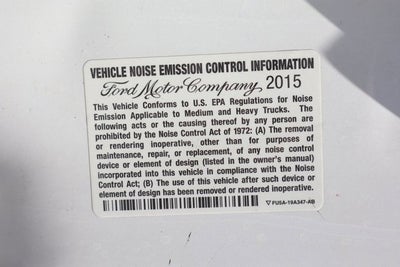 VEHICLE NOISE EMISSION CONTROL INFORMATION
Ford Motor Company 2015
This Vehicle Conforms to U.S. EPA Regulations for Noise
Emission Applicable to Medium and Heavy Trucks. The
following acts or the causing thereof by any person are
prohibited by the Noise Control Act of 1972: (A) The removal
or rendering inoperative, other than for purposes of
maintenance, repair, or replacement, of any noise control
device or element of design (listed in the owner's manual)
incorporated into this vehicle in compliance with the Noise
Control Act; (B) The use of this vehicle after such device or
element of design has been removed or rendered inoperative.
FUSA-19A347-AB